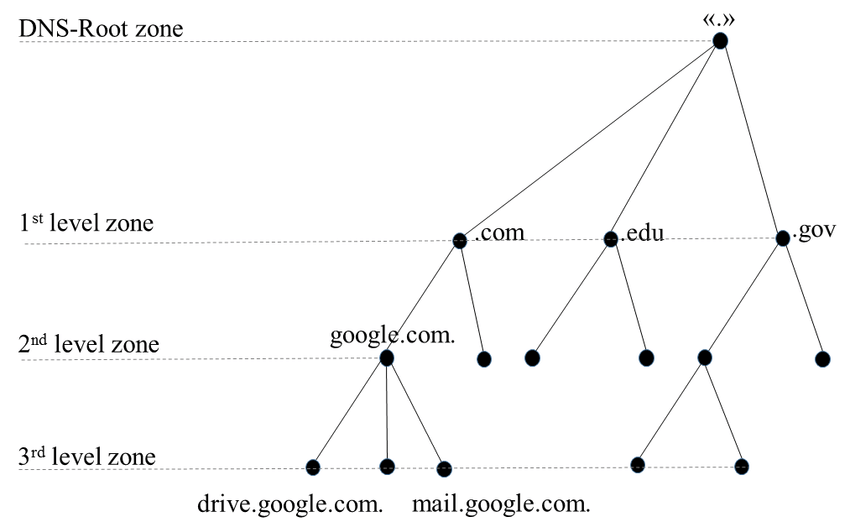 «.»
DNS-Root zone
1st level zone
.com
.edu
.gov
google.com.
2nd level zone
3rd level zone
drive.google.com.
mail.google.com.